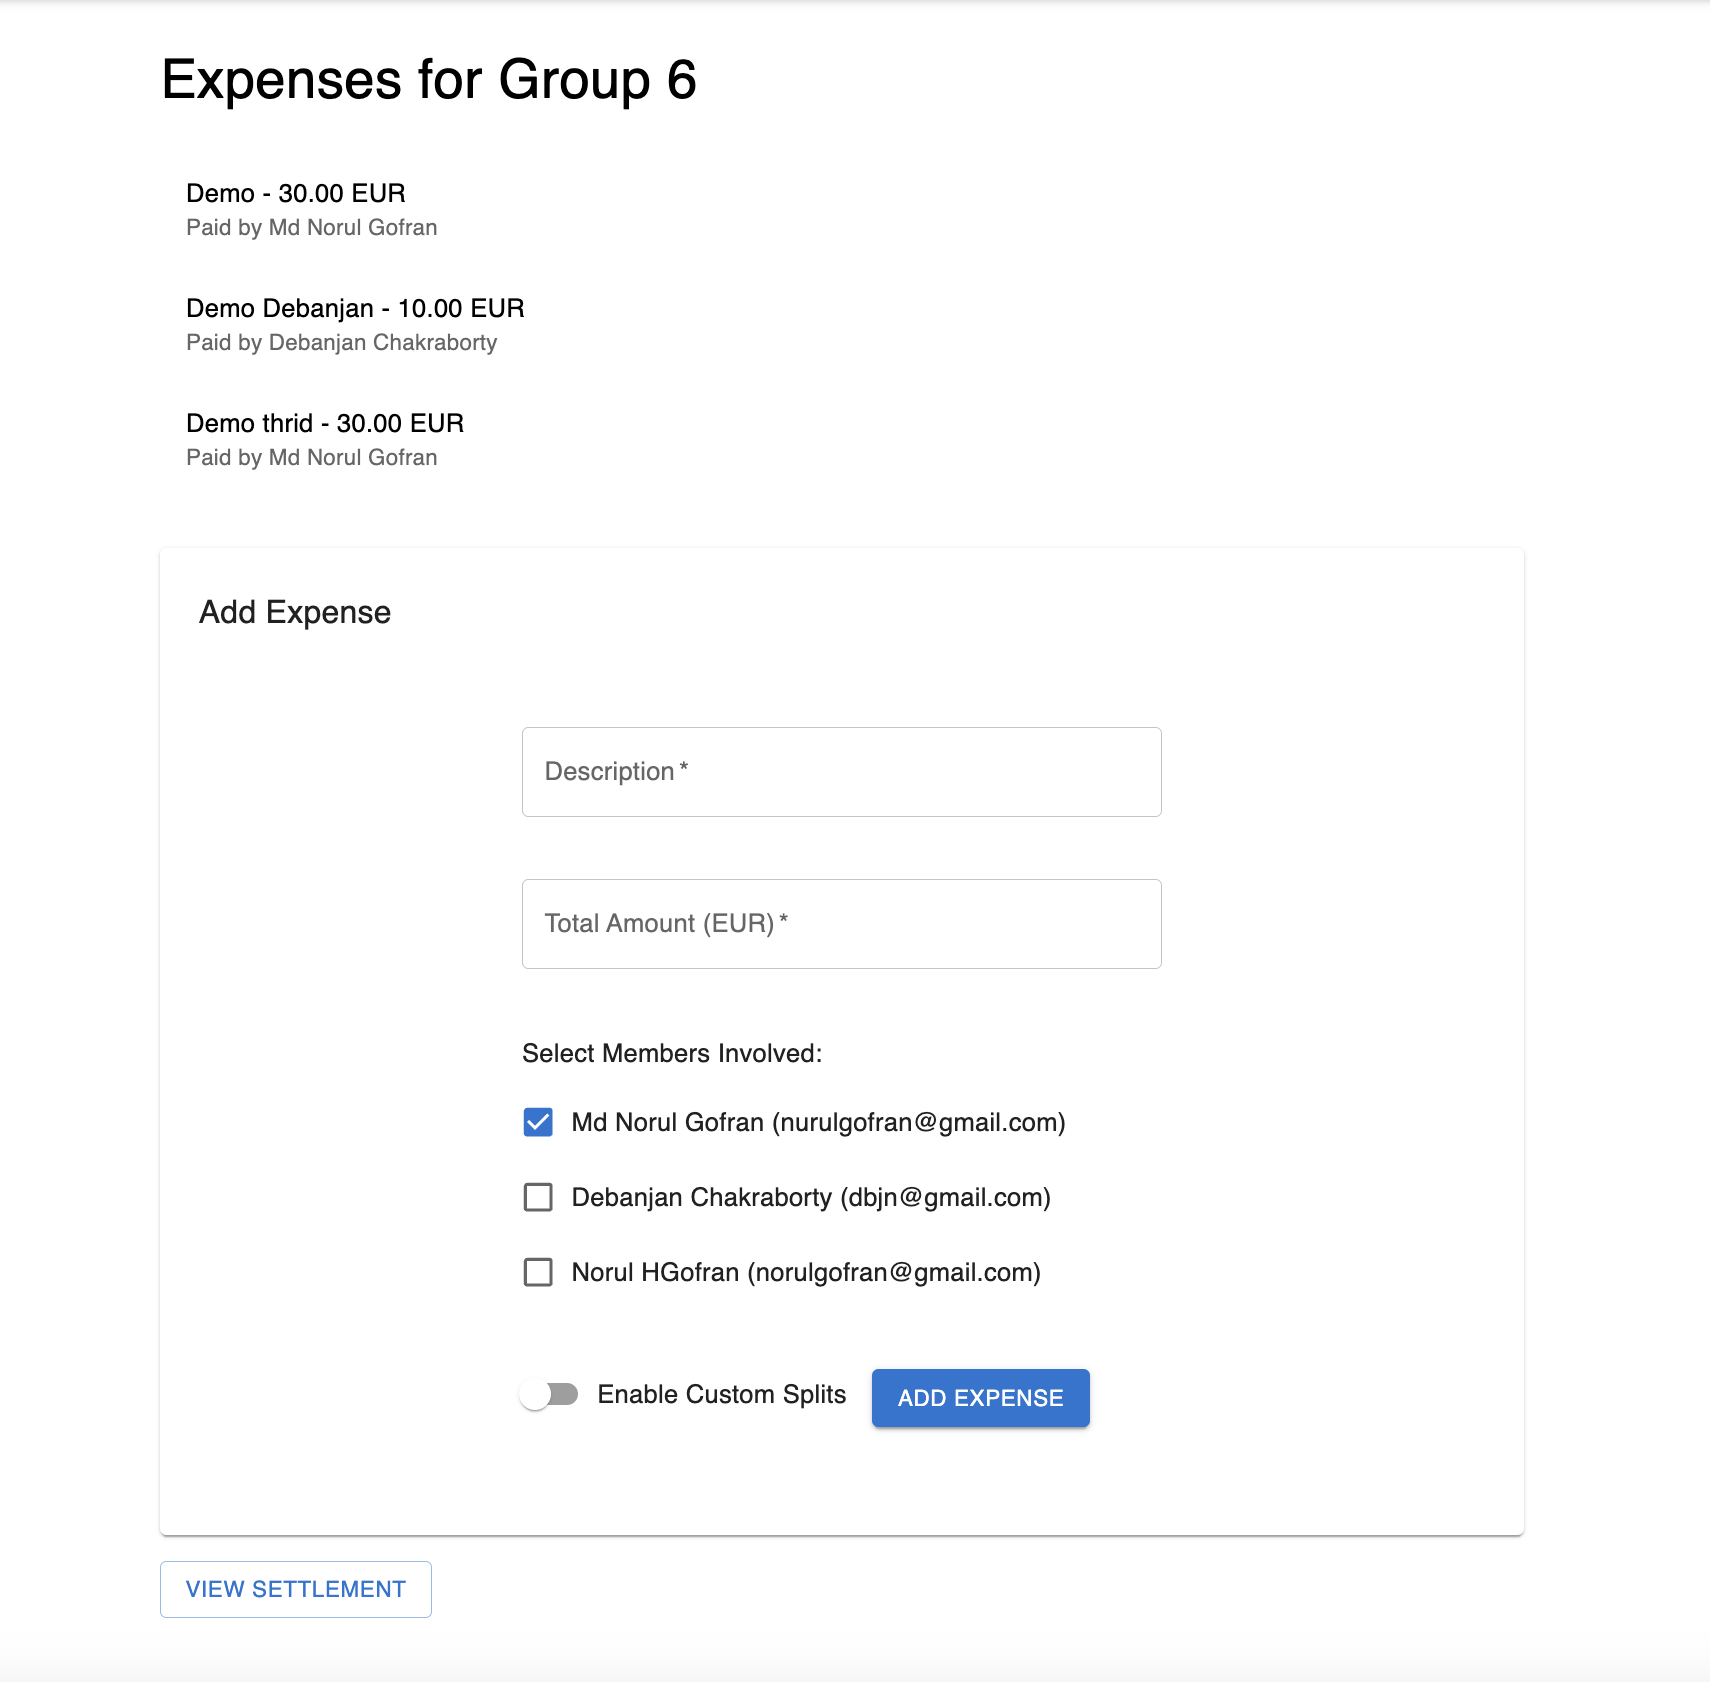 Expenses for Group 6
Demo - 30.00 EUR
Paid by Md Norul Gofran
Demo Debanjan - 10.00 EUR
Paid by Debanjan Chakraborty
Demo thrid - 30.00 EUR
Paid by Md Norul Gofran
Add Expense
Description *
Total Amount (EUR) *
Select Members Involved:
Md Norul Gofran (nurulgofran@gmail.com)
Debanjan Chakraborty (dbjn@gmail.com)
Norul HGofran (norulgofran@gmail.com)
Enable Custom Splits
ADD EXPENSE
VIEW SETTLEMENT